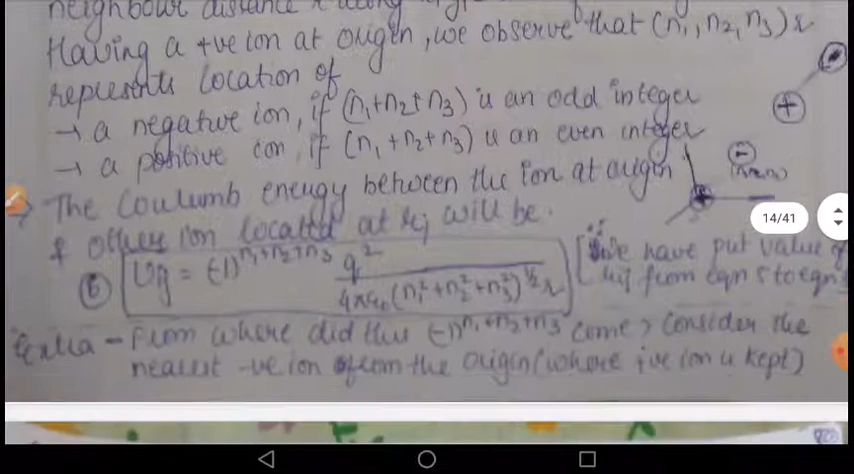 neighbour distance r along
Having a +ve ion at origin, we observe that (n₁, n₂, n₃) r
represents location of
→ a negative ion, if (n₁+n₂+n₃) is an odd integer
→ a positive ion, if (n₁+n₂+n₃) is an even integer
+
-
⇒ The Coulumb energy between the ion at origin
14/41
& other ion located at rij will be.
⑥ Uij = (-1)^n₁+n₂+n₃ q² / 4πε₀(n₁²+n₂²+n₃²)^½ r
[∵ we have put value of
rij from eqn 5 to eqn
Extra - From where did this (-1)^n₁+n₂+n₃ come? Consider the
nearest -ve ion from the origin (where +ve ion is kept)